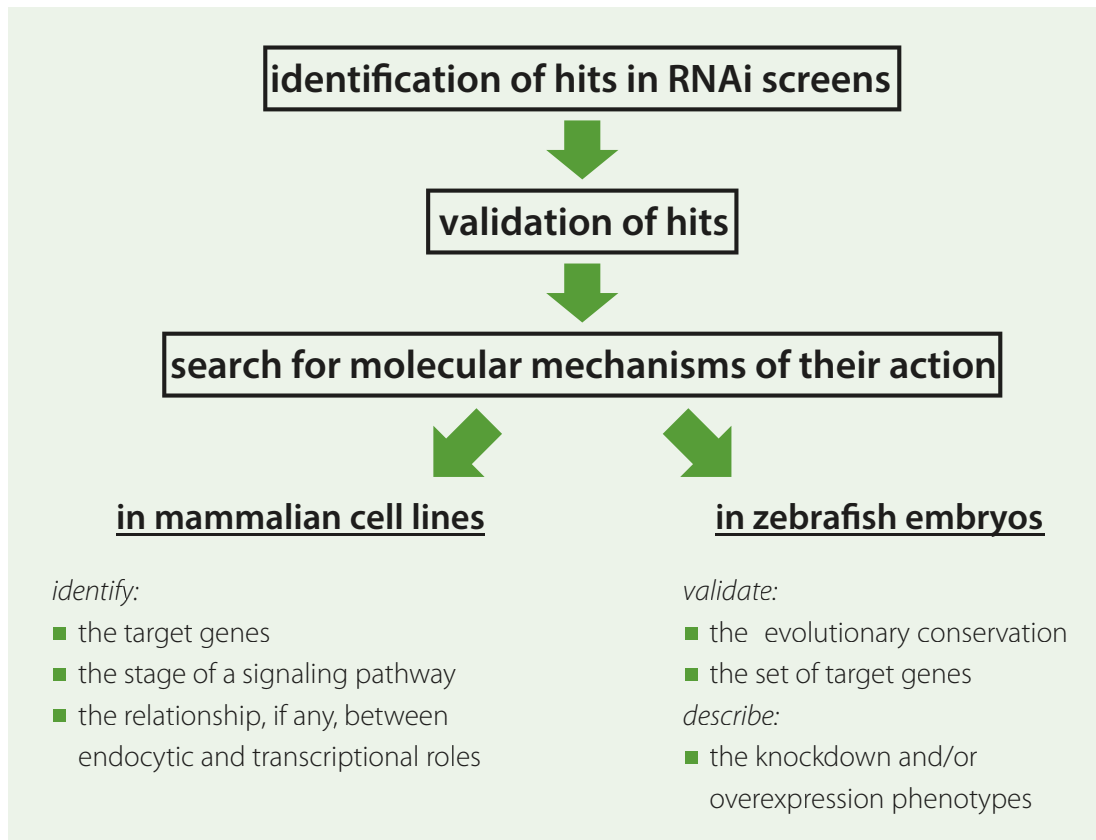 identification of hits in RNAi screens
validation of hits
search for molecular mechanisms of their action
in mammalian cell lines
identify:
■ the target genes
■ the stage of a signaling pathway
■ the relationship, if any, between
endocytic and transcriptional roles
in zebrafish embryos
validate:
■ the evolutionary conservation
■ the set of target genes
describe:
■ the knockdown and/or
overexpression phenotypes